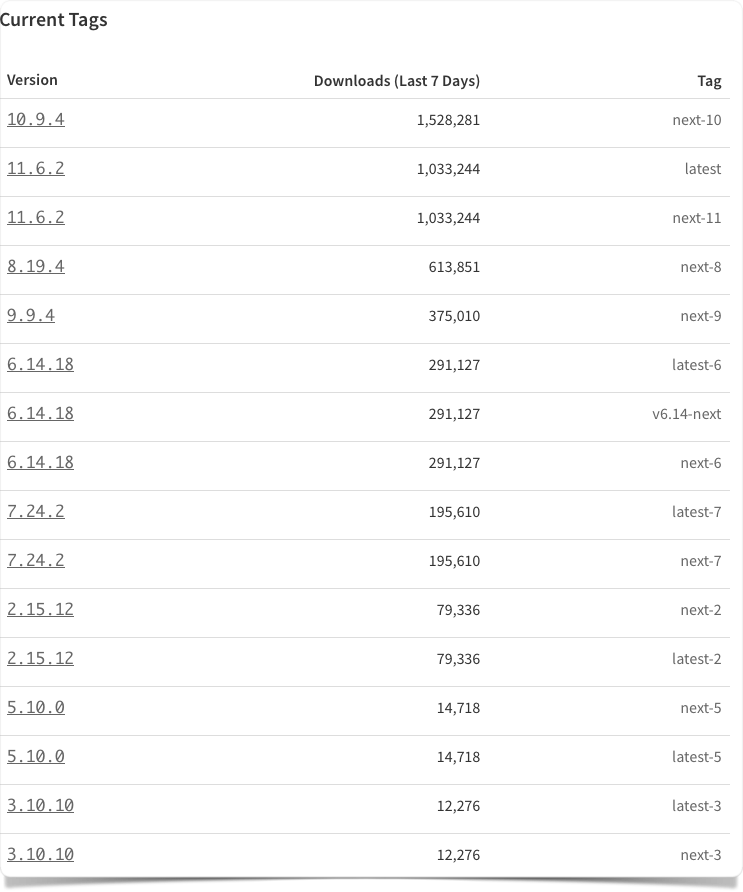 Current Tags
Version Downloads (Last 7 Days) Tag
10.9.4 1,528,281 next-10
11.6.2 1,033,244 latest
11.6.2 1,033,244 next-11
8.19.4 613,851 next-8
9.9.4 375,010 next-9
6.14.18 291,127 latest-6
6.14.18 291,127 v6.14-next
6.14.18 291,127 next-6
7.24.2 195,610 latest-7
7.24.2 195,610 next-7
2.15.12 79,336 next-2
2.15.12 79,336 latest-2
5.10.0 14,718 next-5
5.10.0 14,718 latest-5
3.10.10 12,276 latest-3
3.10.10 12,276 next-3